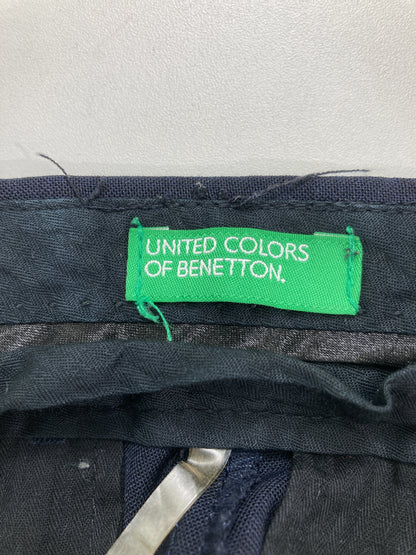 UNITED COLORS
OF BENETTON.